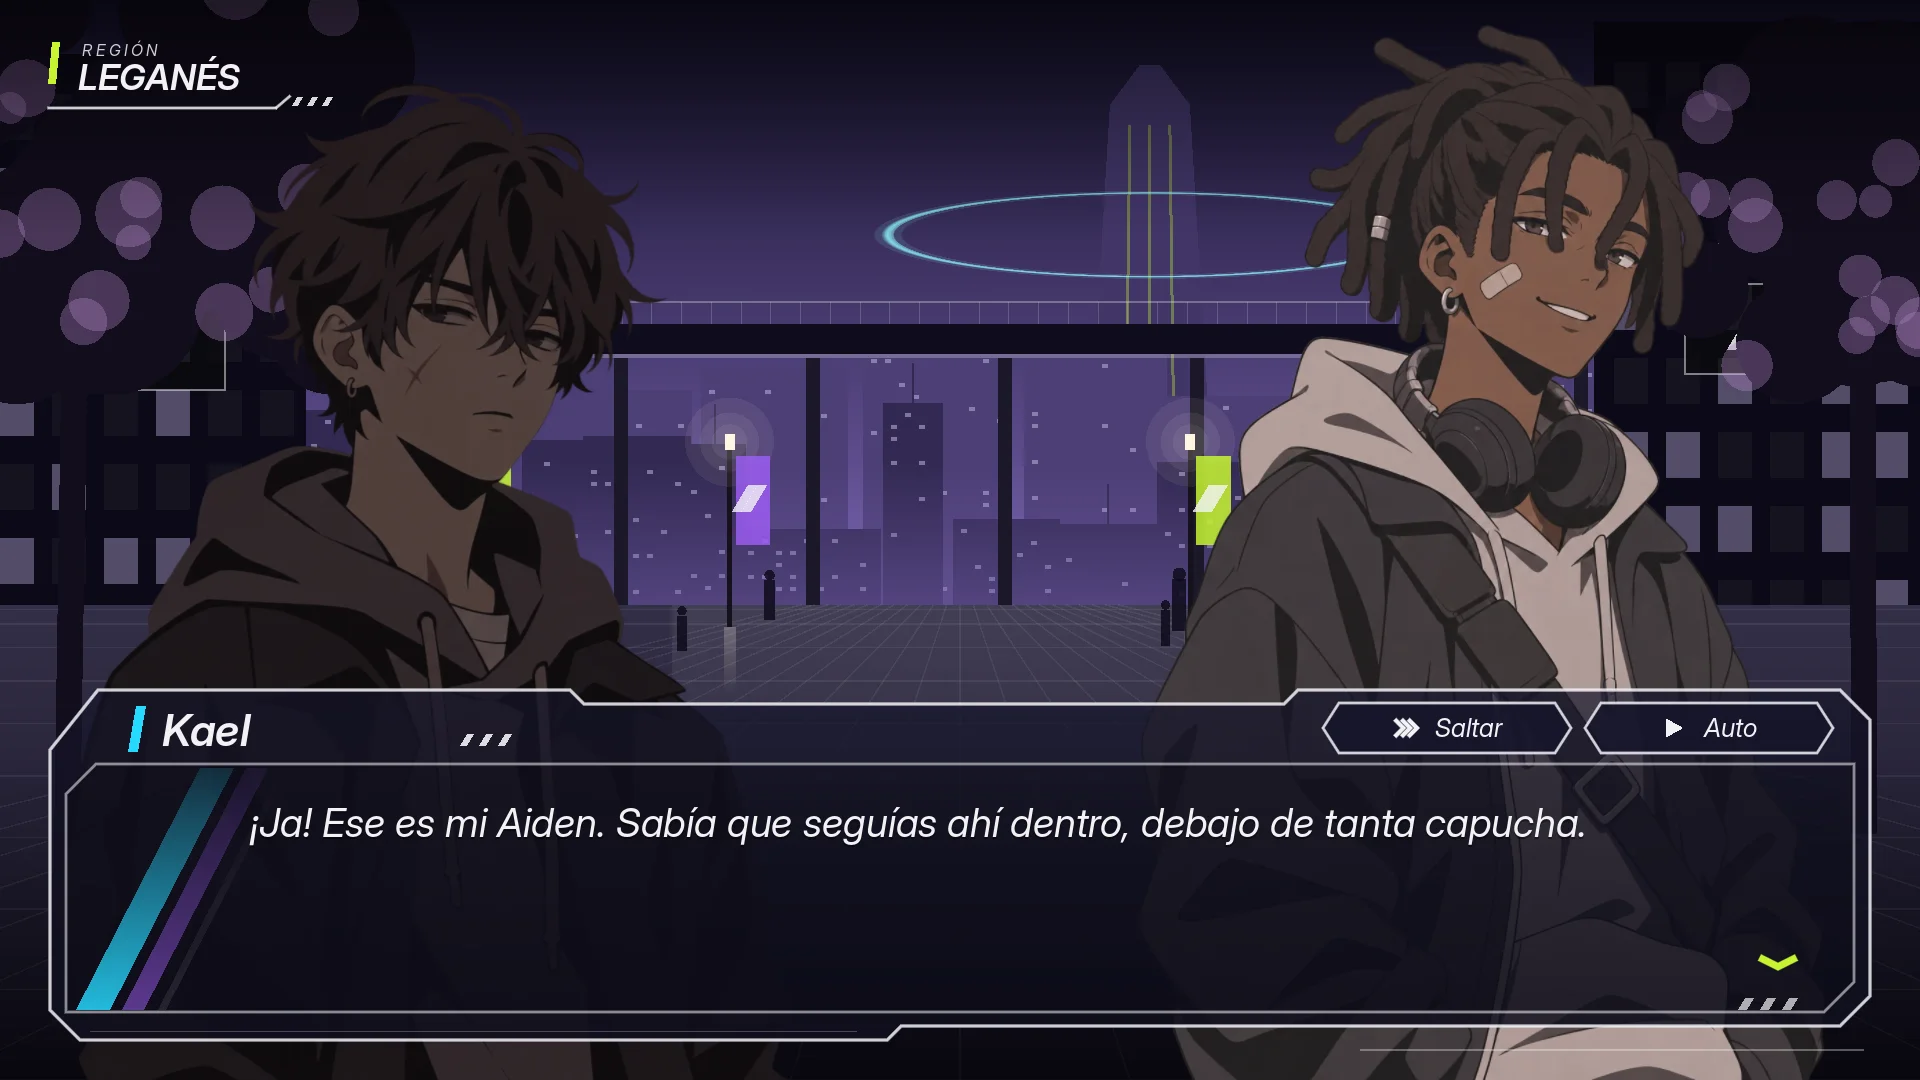 REGIÓN
LEGANÉS
Kael
Saltar
Auto
¡Ja! Ese es mi Aiden. Sabía que seguías ahí dentro, debajo de tanta capucha.